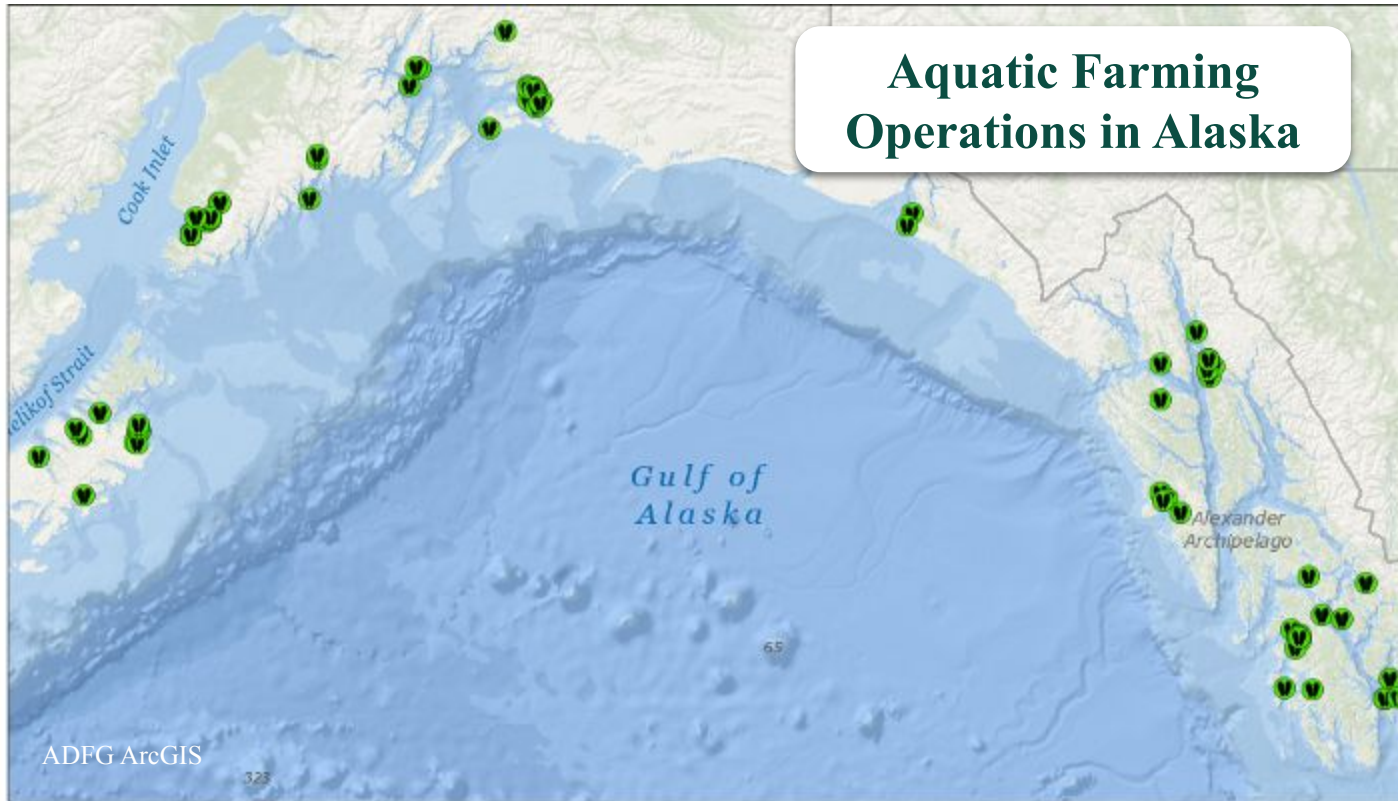 Aquatic Farming
Operations in Alaska
Cook Inlet
elikof Strait
Gulf of
Alaska
Alexander
Archipelago
65
ADFG ArcGIS
323